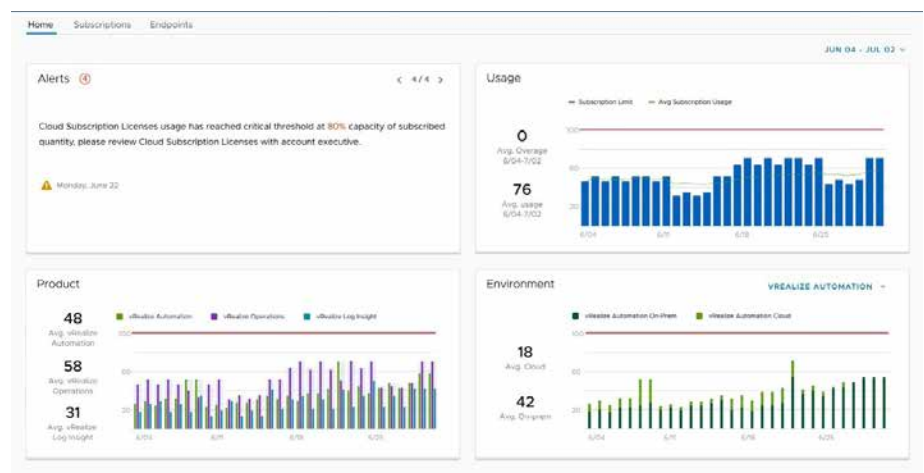 Home Subscriptions Endpoints
JUN 04 - JUL 02
Alerts 4
4/4
Cloud Subscription Licenses usage has reached critical threshold at 80% capacity of subscribed
quantity, please review Cloud Subscription Licenses with account executive.
Monday, June 22
Usage
Subscription Limit Avg Subscription Usage
0
Avg. Overage
6/04-7/02
76
Avg. usage
6/04-7/02
100
60
20
6/04 6/11 6/18 6/25
Product
48
Avg. vRealize
Automation
58
Avg. vRealize
Operations
31
Avg. vRealize
Log Insight
vRealize Automation vRealize Operations vRealize Log Insight
100
60
20
6/04 6/11 6/18 6/25
Environment
VREALIZE AUTOMATION
vRealize Automation On-Prem vRealize Automation Cloud
18
Avg. Cloud
42
Avg. On-prem
100
60
20
6/04 6/11 6/18 6/25